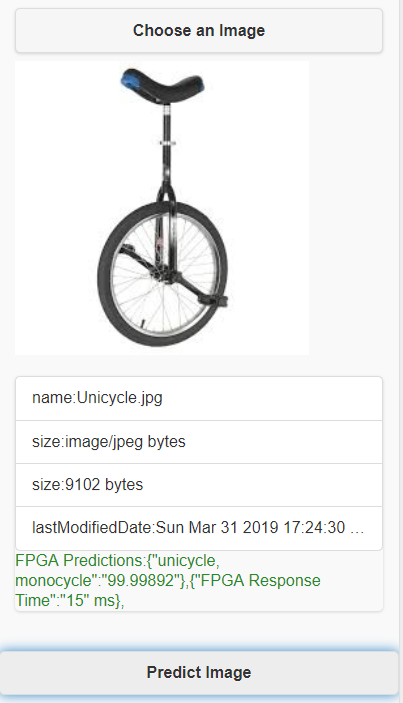 Choose an Image
name:Unicycle.jpg
size:image/jpeg bytes
size:9102 bytes
lastModifiedDate:Sun Mar 31 2019 17:24:30 ...
FPGA Predictions:{"unicycle,
monocycle":"99.99892"},{"FPGA Response
Time":"15" ms},
Predict Image